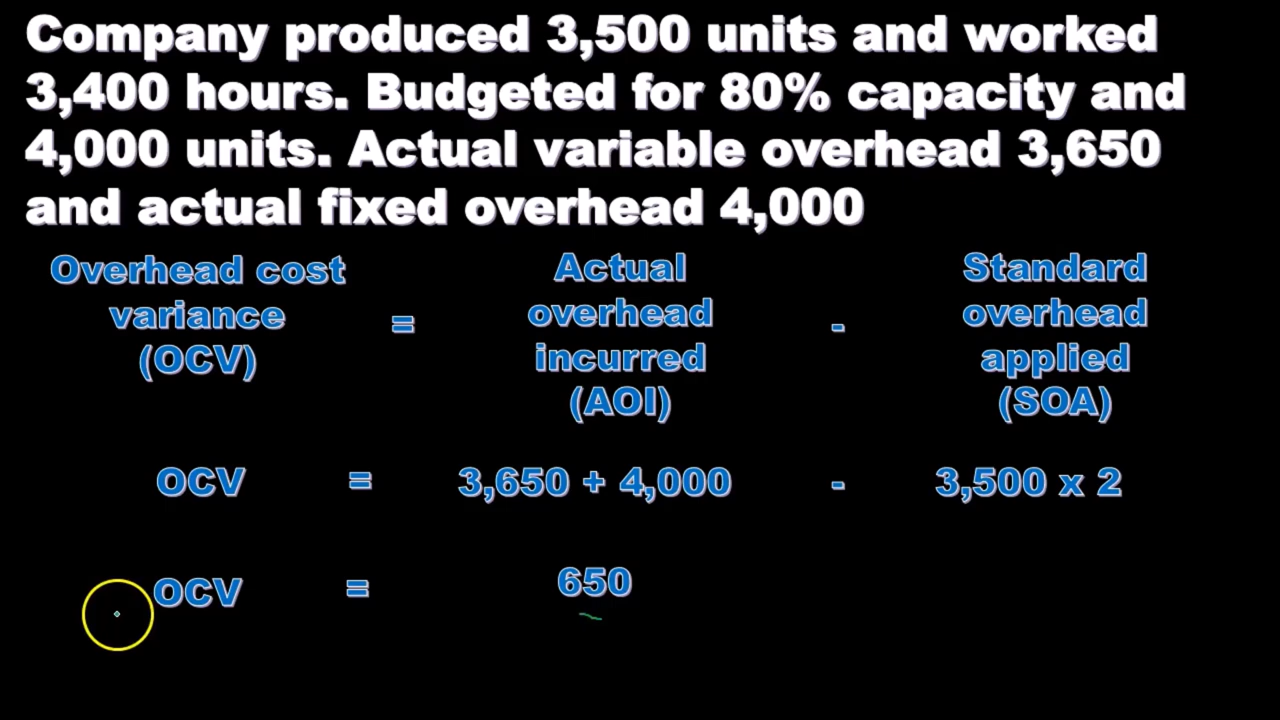 Company produced 3,500 units and worked
3,400 hours. Budgeted for 80% capacity and
4,000 units. Actual variable overhead 3,650
and actual fixed overhead 4,000
Overhead cost
variance
(OCV)
=
Actual
overhead
incurred
(AOI)
-
Standard
overhead
applied
(SOA)
OCV = 3,650 + 4,000 - 3,500 x 2
OCV = 650